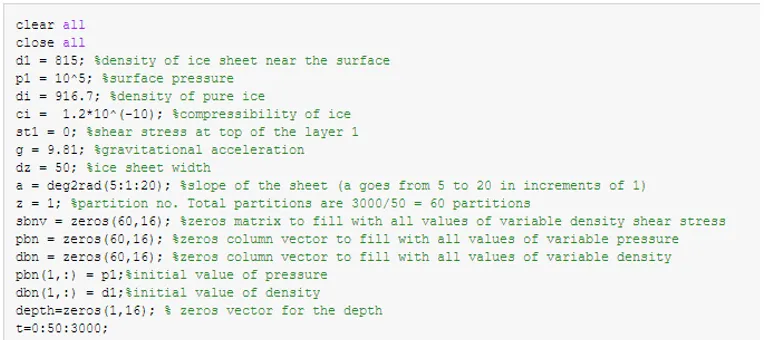 clear all
close all
d1 = 815; %density of ice sheet near the surface
p1 = 10^5; %surface pressure
di = 916.7; %density of pure ice
ci =  1.2*10^(-10); %compressibility of ice
st1 = 0; %shear stress at top of the layer 1
g = 9.81; %gravitational acceleration
dz = 50; %ice sheet width
a = deg2rad(5:1:20); %slope of the sheet (a goes from 5 to 20 in increments of 1)
z = 1; %partition no. Total partitions are 3000/50 = 60 partitions
sbnv = zeros(60,16); %zeros matrix to fill with all values of variable density shear stress
pbn = zeros(60,16); %zeros column vector to fill with all values of variable pressure
dbn = zeros(60,16); %zeros column vector to fill with all values of variable density
pbn(1,:) = p1;%initial value of pressure
dbn(1,:) = d1;%initial value of density
depth=zeros(1,16); % zeros vector for the depth
t=0:50:3000;